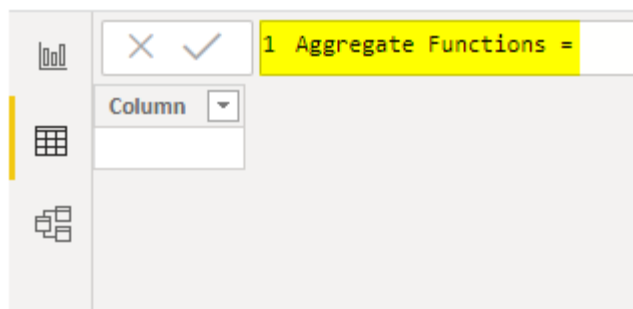 1 Aggregate Functions =
Column